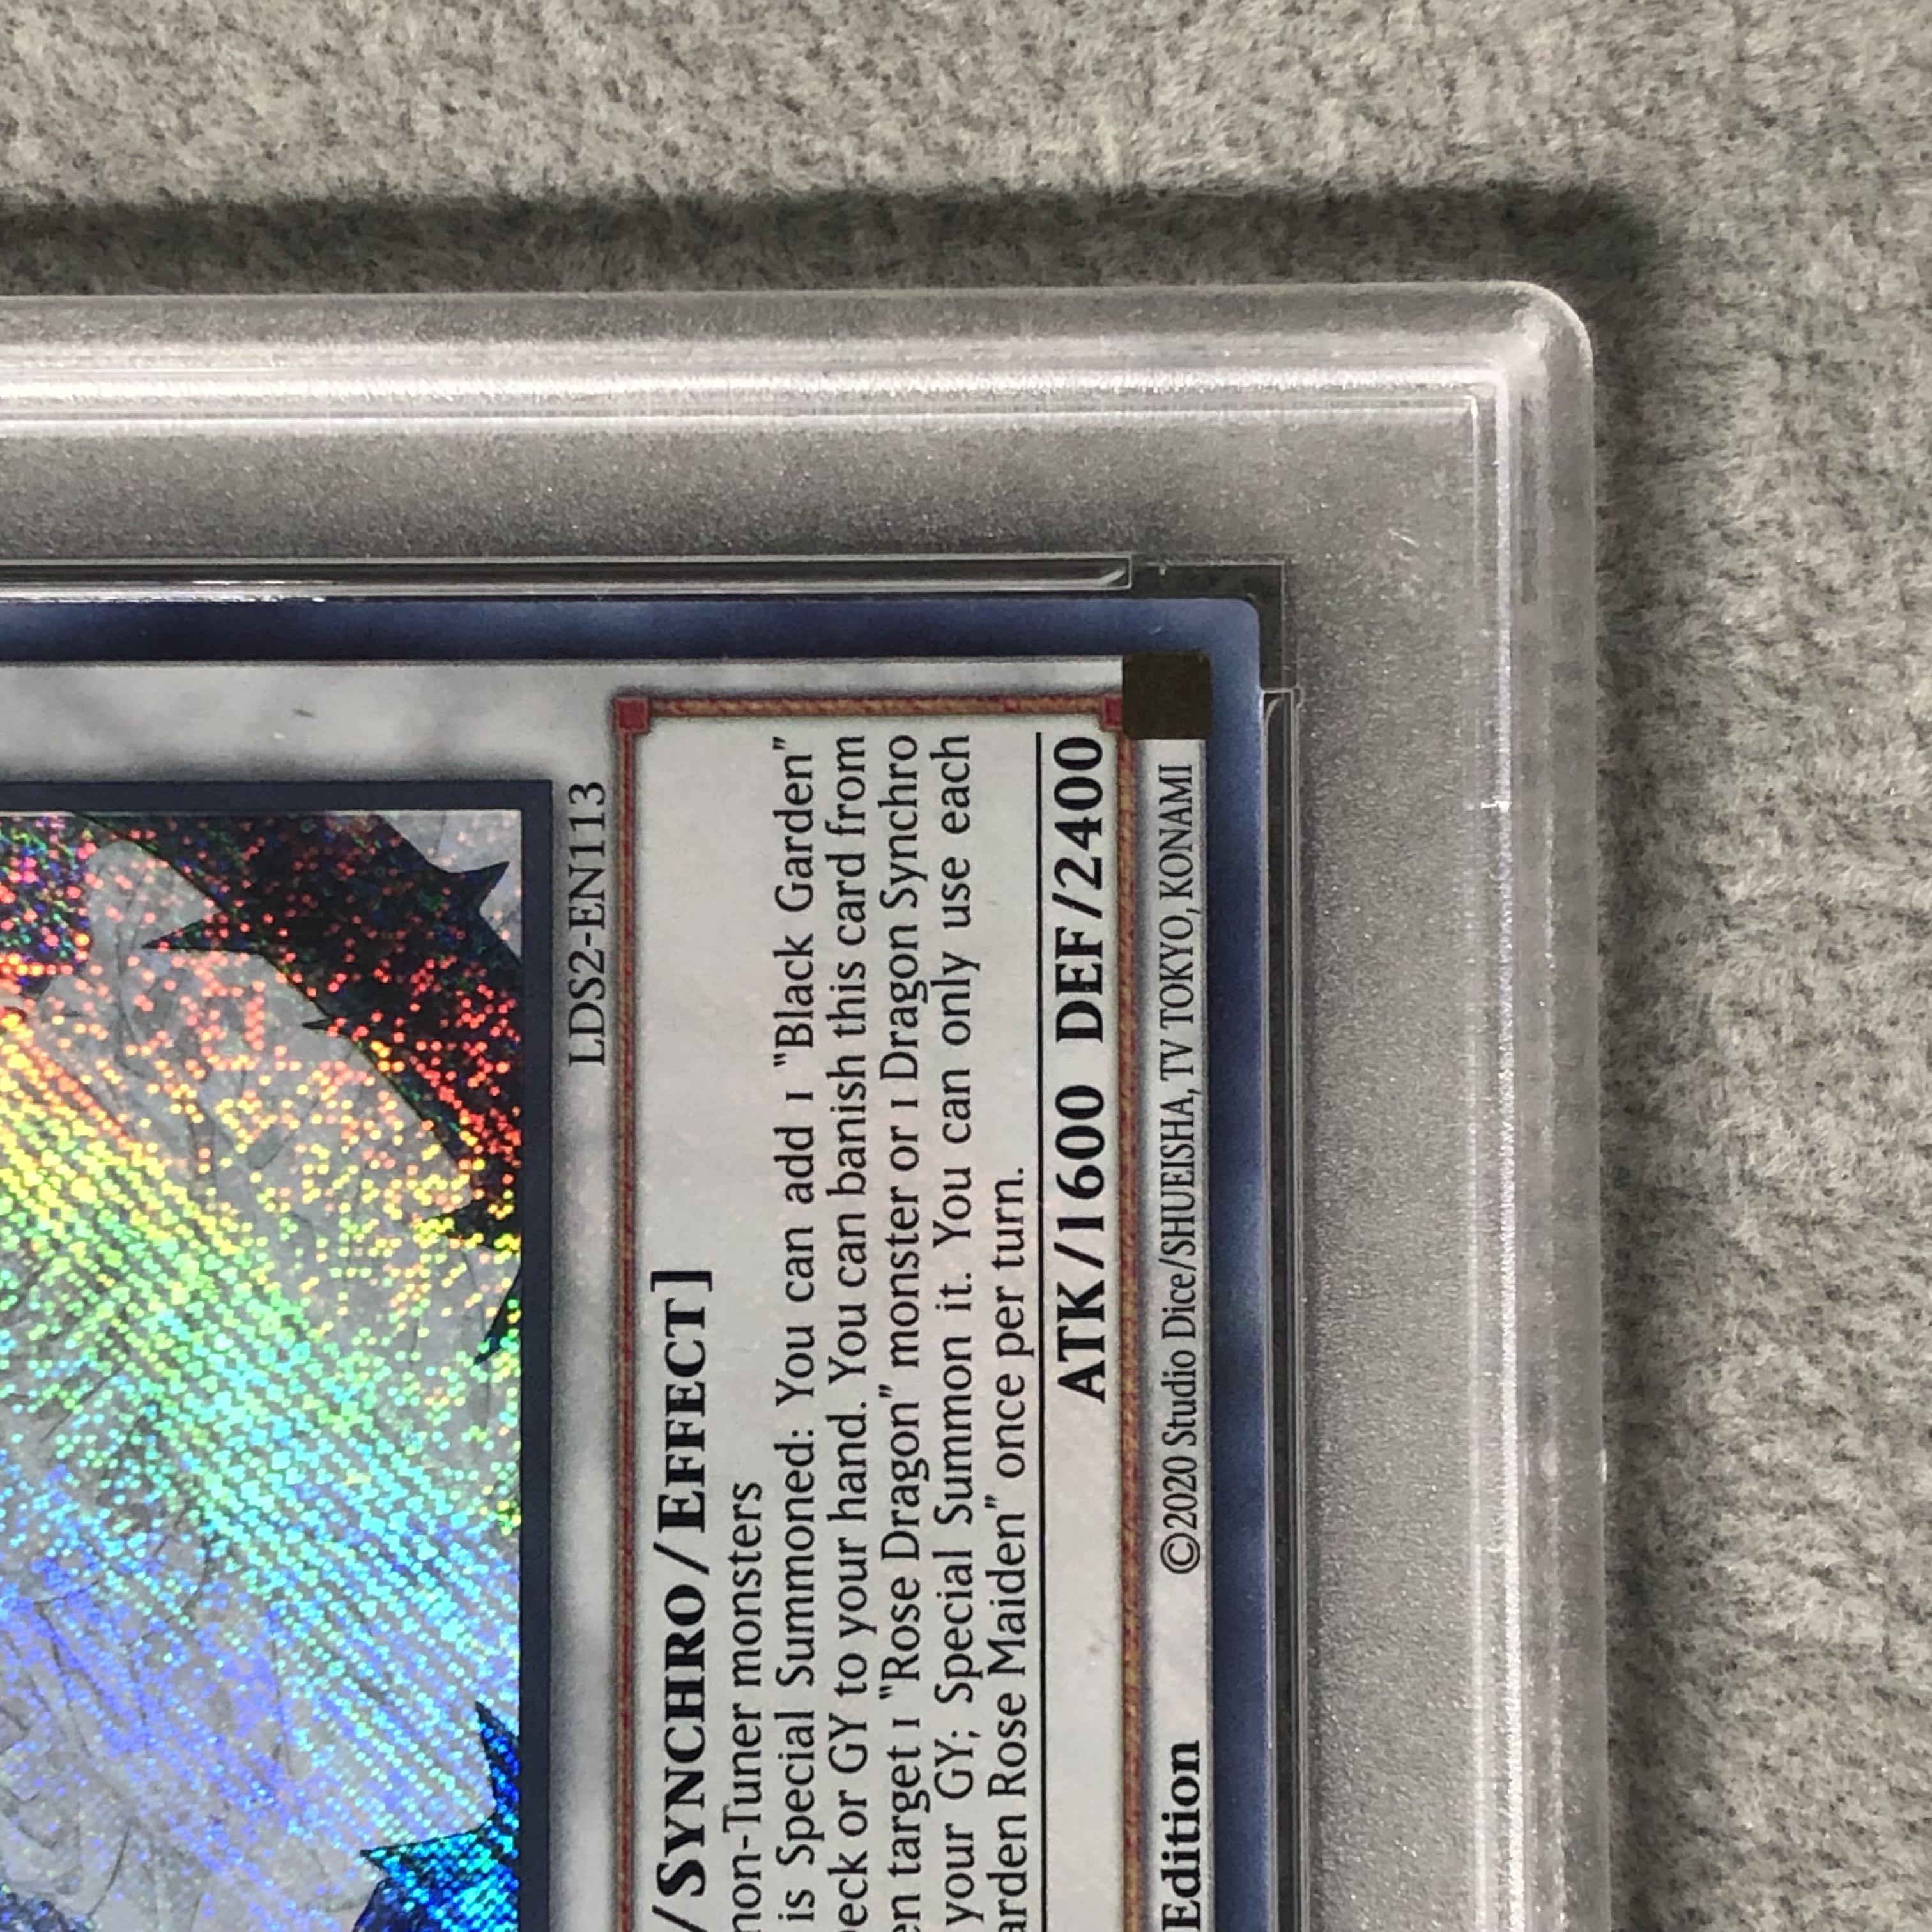 LDS2-EN113
/SYNCHRO/EFFECT]
non-Tuner monsters
is Special Summoned: You can add 1 "Black Garden"
eck or GY to your hand. You can banish this card from
en target 1 "Rose Dragon" monster or 1 Dragon Synchro
your GY; Special Summon it. You can only use each
arden Rose Maiden" once per turn.
ATK/1600 DEF/2400
Edition ©2020 Studio Dice/SHUEISHA, TV TOKYO, KONAMI